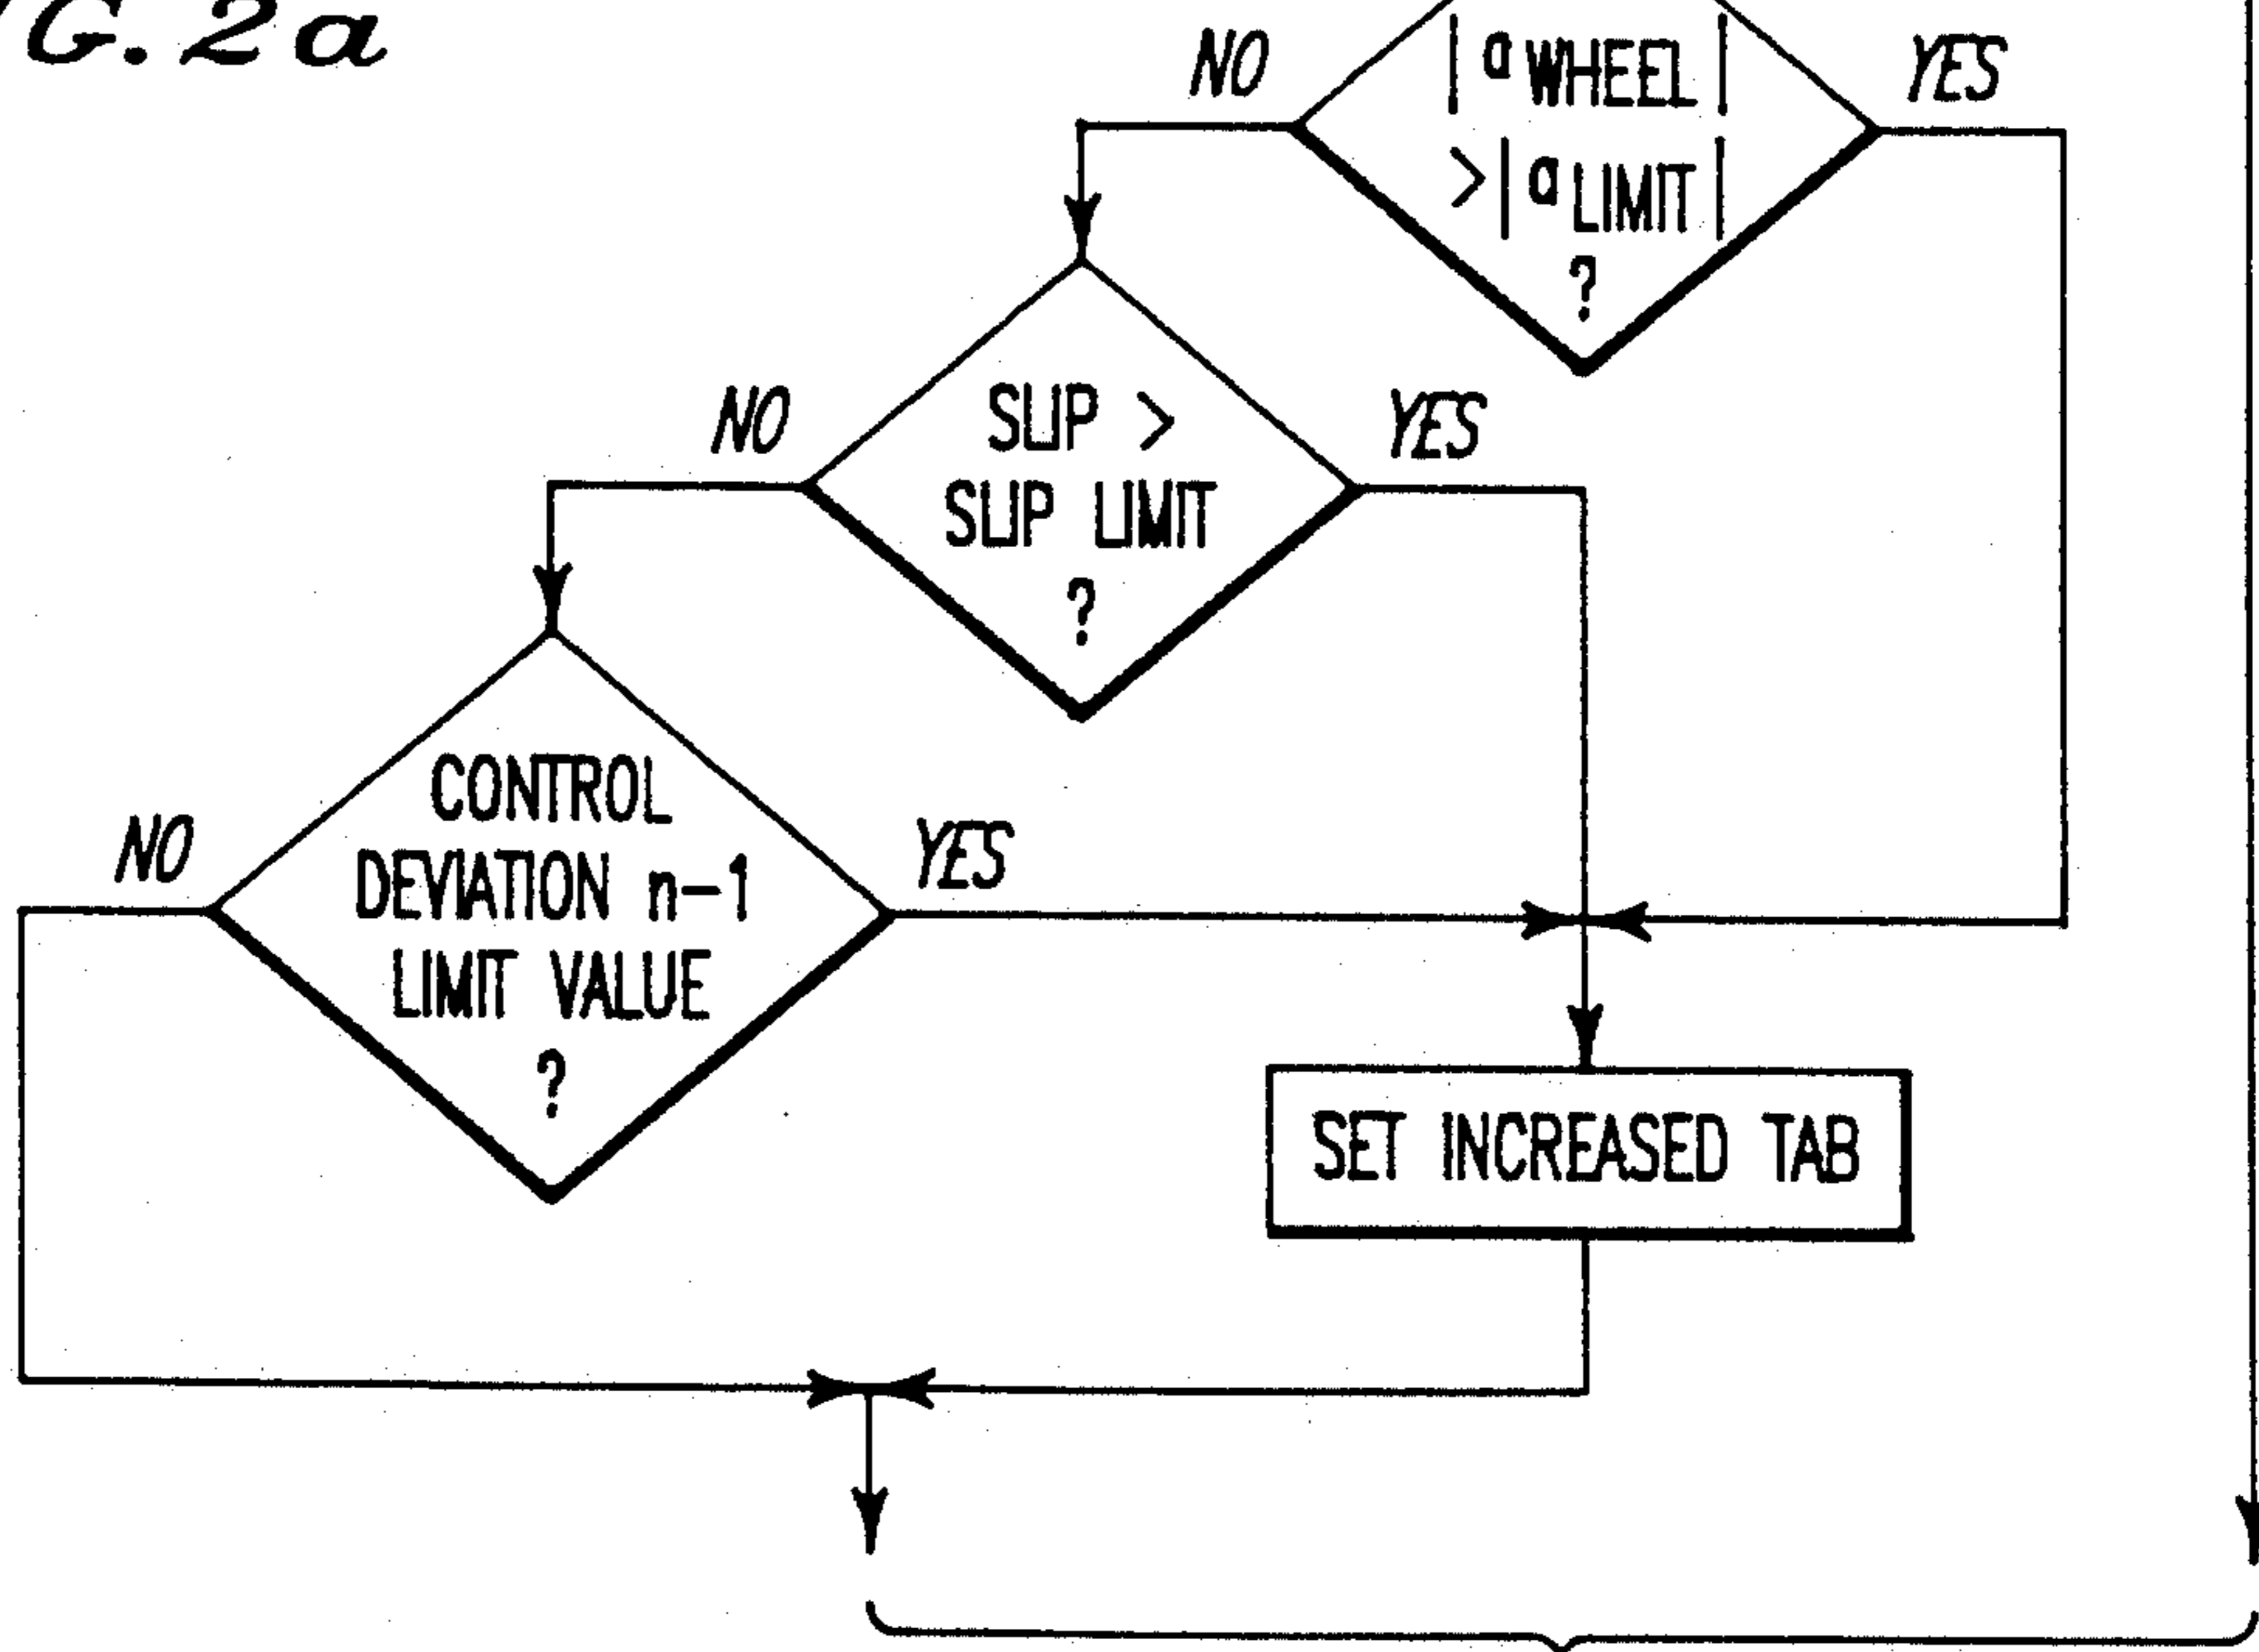 G. 2a
NO
YES
| a WHEEL |
> | a LIMIT |
?
NO
YES
SLIP >
SLIP LIMIT
?
NO
YES
CONTROL
DEVIATION n-1
LIMIT VALUE
?
SET INCREASED TAB